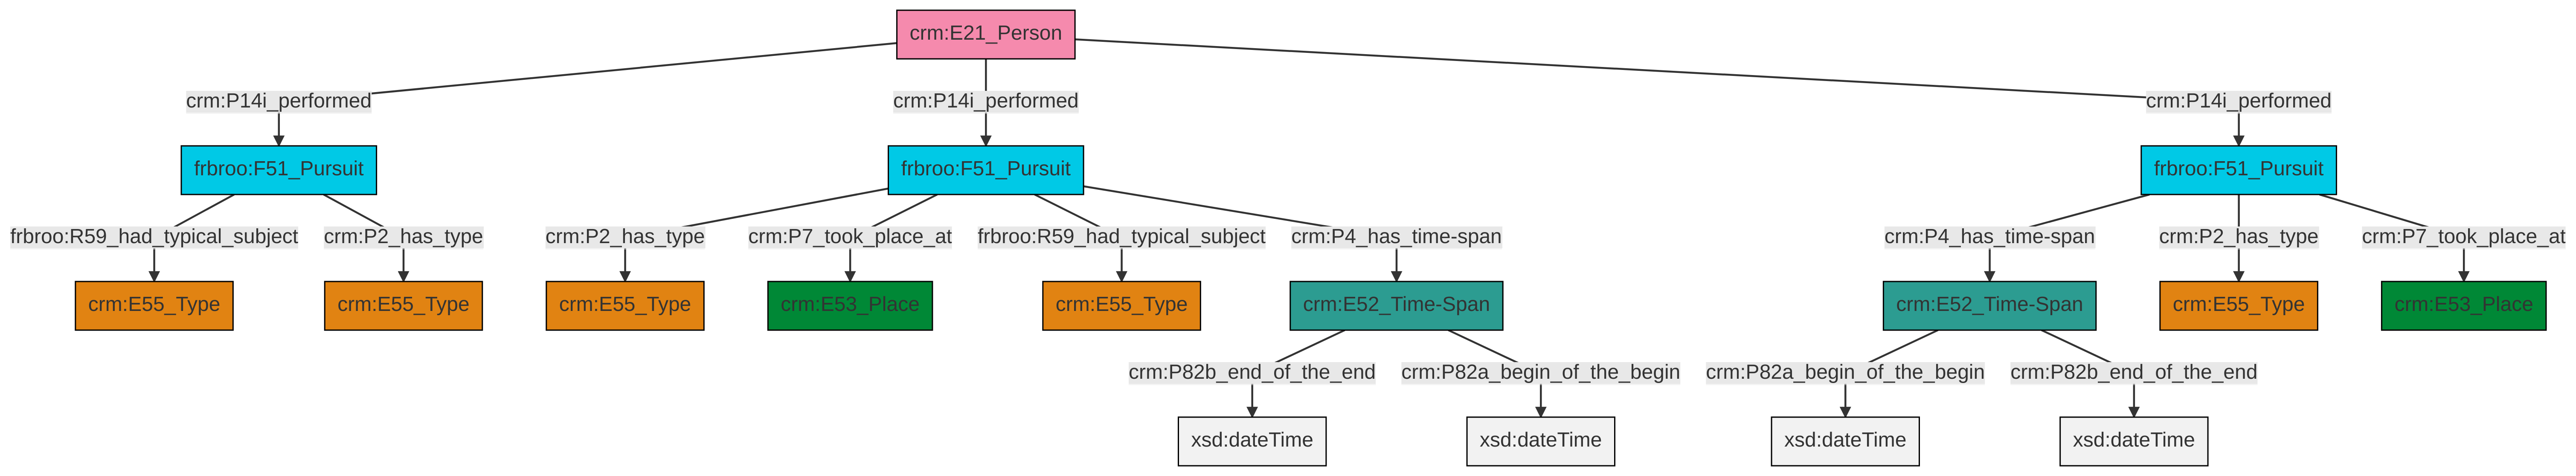 crm:E21_Person
crm:P14i_performed
crm:P14i_performed
crm:P14i_performed
frbroo:F51_Pursuit
frbroo:F51_Pursuit
frbroo:F51_Pursuit
frbroo:R59_had_typical_subject
crm:P2_has_type
crm:P2_has_type
crm:P7_took_place_at
frbroo:R59_had_typical_subject
crm:P4_has_time-span
crm:P4_has_time-span
crm:P2_has_type
crm:P7_took_place_at
crm:E55_Type
crm:E55_Type
crm:E55_Type
crm:E53_Place
crm:E55_Type
crm:E52_Time-Span
crm:E52_Time-Span
crm:E55_Type
crm:E53_Place
crm:P82b_end_of_the_end
crm:P82a_begin_of_the_begin
crm:P82a_begin_of_the_begin
crm:P82b_end_of_the_end
xsd:dateTime
xsd:dateTime
xsd:dateTime
xsd:dateTime